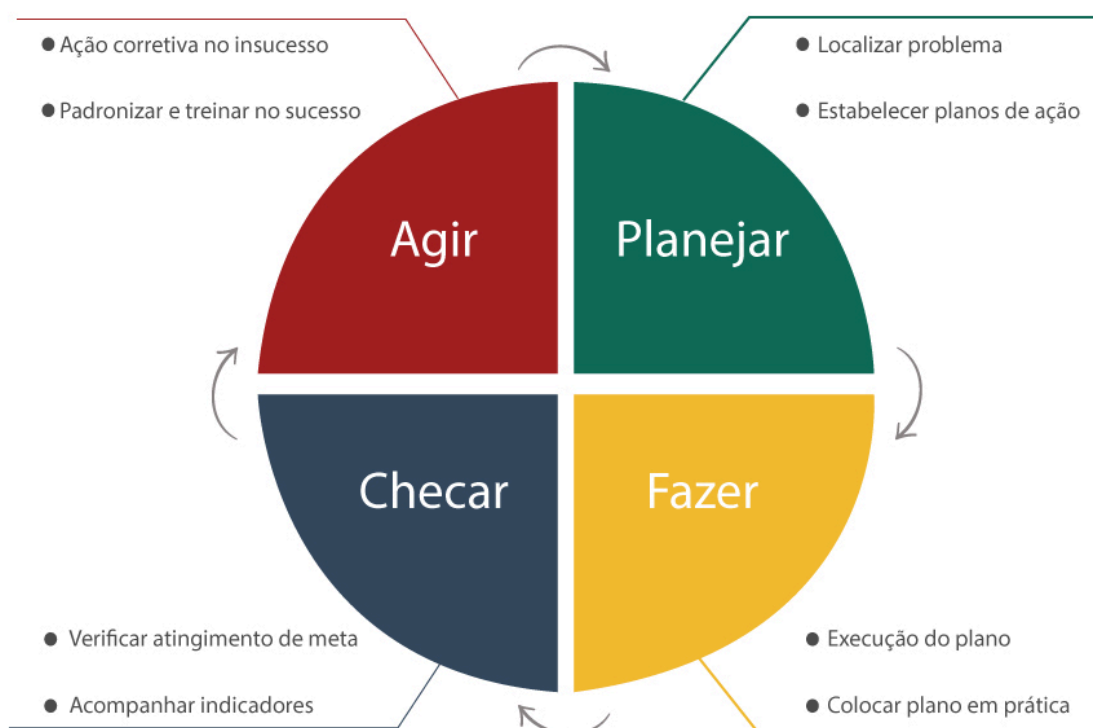 ● Ação corretiva no insucesso
● Padronizar e treinar no sucesso
● Localizar problema
● Estabelecer planos de ação
Agir
Planejar
Checar
Fazer
● Verificar atingimento de meta
● Acompanhar indicadores
● Execução do plano
● Colocar plano em prática